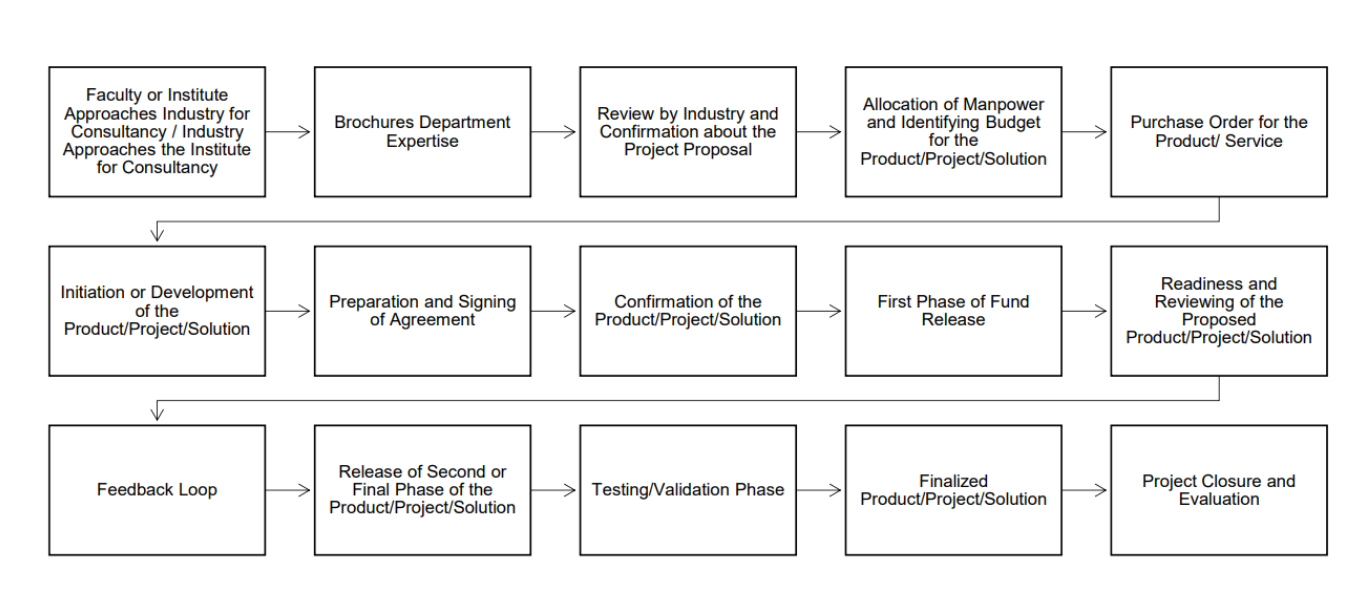 Faculty or Institute
Approaches Industry for
Consultancy / Industry
Approaches the Institute
for Consultancy
Brochures Department
Expertise
Review by Industry and
Confirmation about the
Project Proposal
Allocation of Manpower
and Identifying Budget
for the
Product/Project/Solution
Purchase Order for the
Product/ Service
Initiation or Development
of the
Product/Project/Solution
Preparation and Signing
of Agreement
Confirmation of the
Product/Project/Solution
First Phase of Fund
Release
Readiness and
Reviewing of the
Proposed
Product/Project/Solution
Feedback Loop
Release of Second or
Final Phase of the
Product/Project/Solution
Testing/Validation Phase
Finalized
Product/Project/Solution
Project Closure and
Evaluation